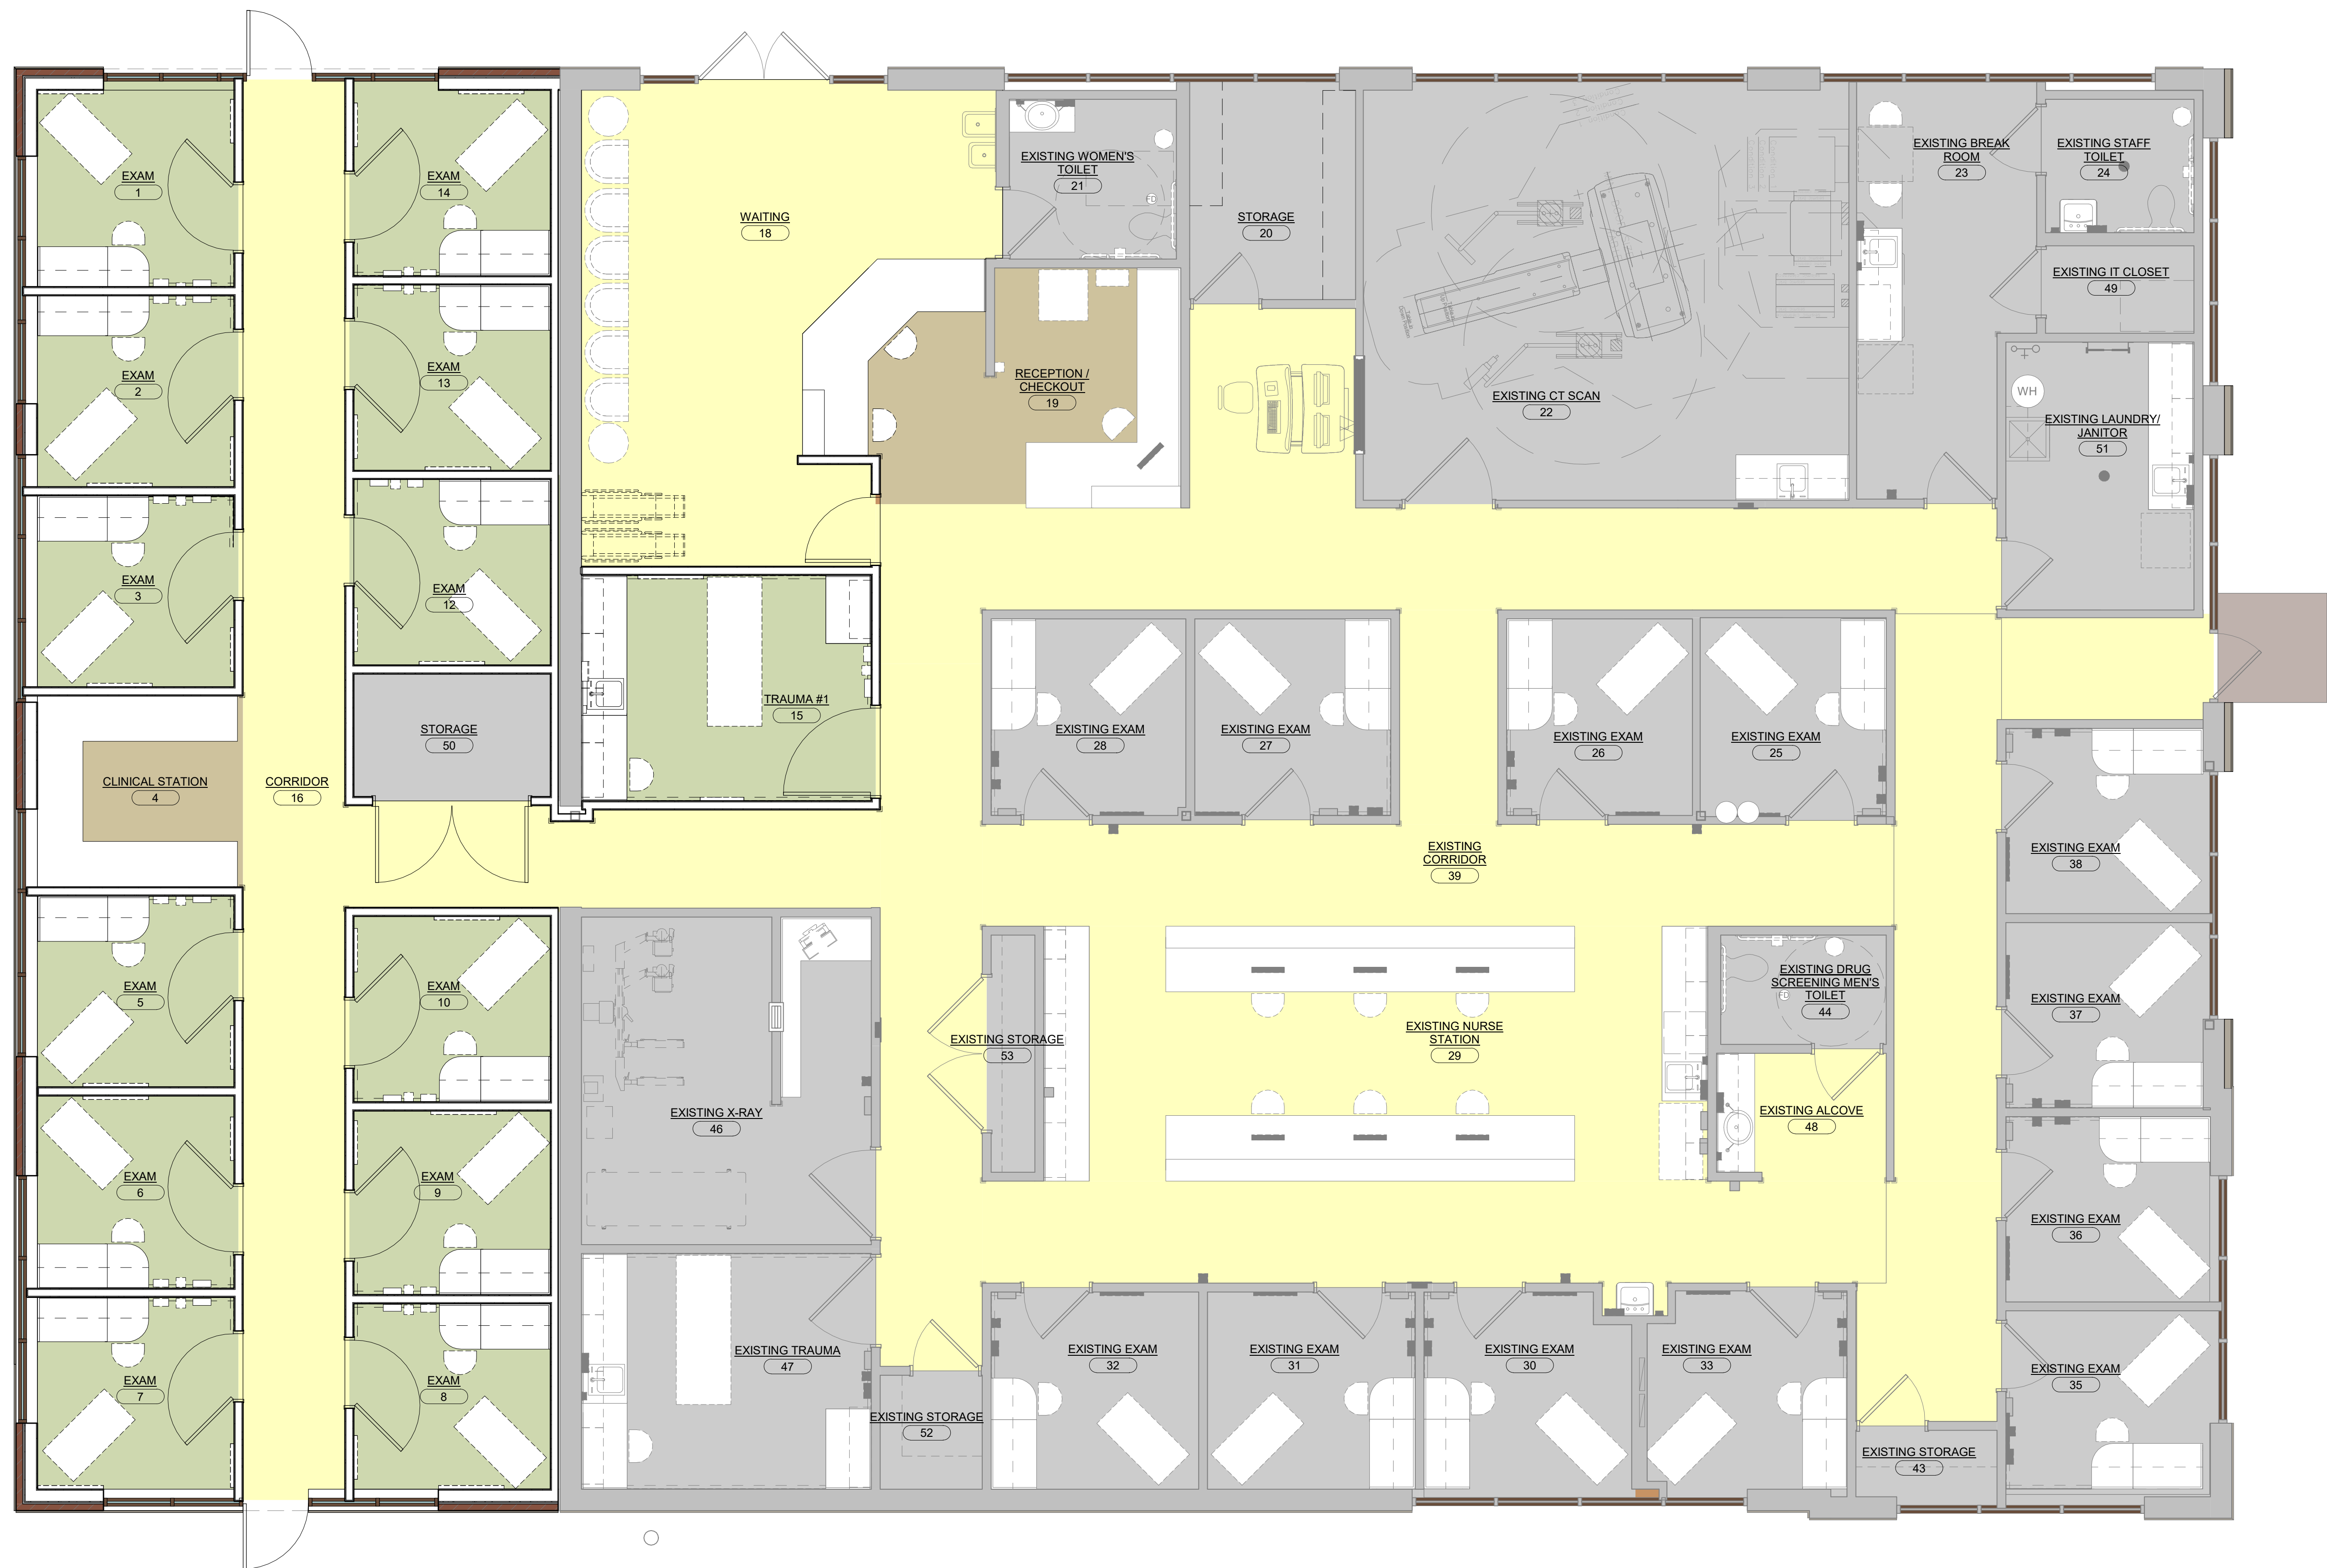 EXAM
1
EXAM
14
WAITING
18
EXISTING WOMEN'S
TOILET
21
FD
STORAGE
20
EXISTING BREAK
ROOM
23
EXISTING STAFF
TOILET
24
EXISTING IT CLOSET
49
EXAM
2
EXAM
13
RECEPTION /
CHECKOUT
19
EXISTING CT SCAN
22
WH
EXISTING LAUNDRY/
JANITOR
51
EXAM
3
EXAM
12
TRAUMA #1
15
STORAGE
50
EXISTING EXAM
28
EXISTING EXAM
27
EXISTING EXAM
26
EXISTING EXAM
25
CLINICAL STATION
4
CORRIDOR
16
EXISTING
CORRIDOR
39
EXISTING EXAM
38
EXAM
5
EXAM
10
EXISTING STORAGE
53
EXISTING NURSE
STATION
29
EXISTING DRUG
SCREENING MEN'S
TOILET
44
FD
EXISTING EXAM
37
EXISTING X-RAY
46
EXISTING ALCOVE
48
EXAM
6
EXAM
9
EXISTING EXAM
36
EXAM
7
EXAM
8
EXISTING TRAUMA
47
EXISTING STORAGE
52
EXISTING EXAM
32
EXISTING EXAM
31
EXISTING EXAM
30
EXISTING EXAM
33
EXISTING EXAM
35
EXISTING STORAGE
43